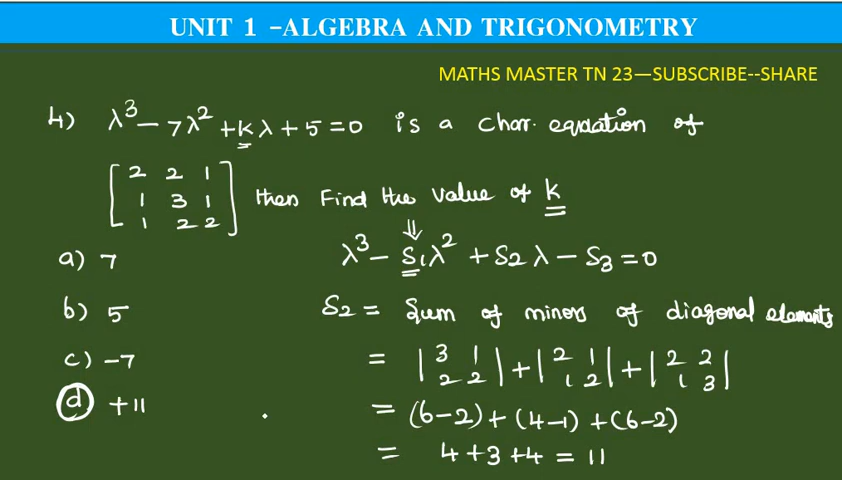 UNIT 1 -ALGEBRA AND TRIGONOMETRY
MATHS MASTER TN 23—SUBSCRIBE--SHARE
4) λ³ - 7λ² + kλ + 5 = 0 is a char. equation of
[2 2 1
1 3 1
1 2 2] then Find the value of k
a) 7
⇓
λ³ - S₁λ² + S₂λ - S₃ = 0
b) 5
S₂ = Sum of minors of diagonal elements
c) -7
= |3 1
2 2| + |2 1
1 2| + |2 2
1 3|
d) +11
= (6-2) + (4-1) + (6-2)
= 4+3+4 = 11